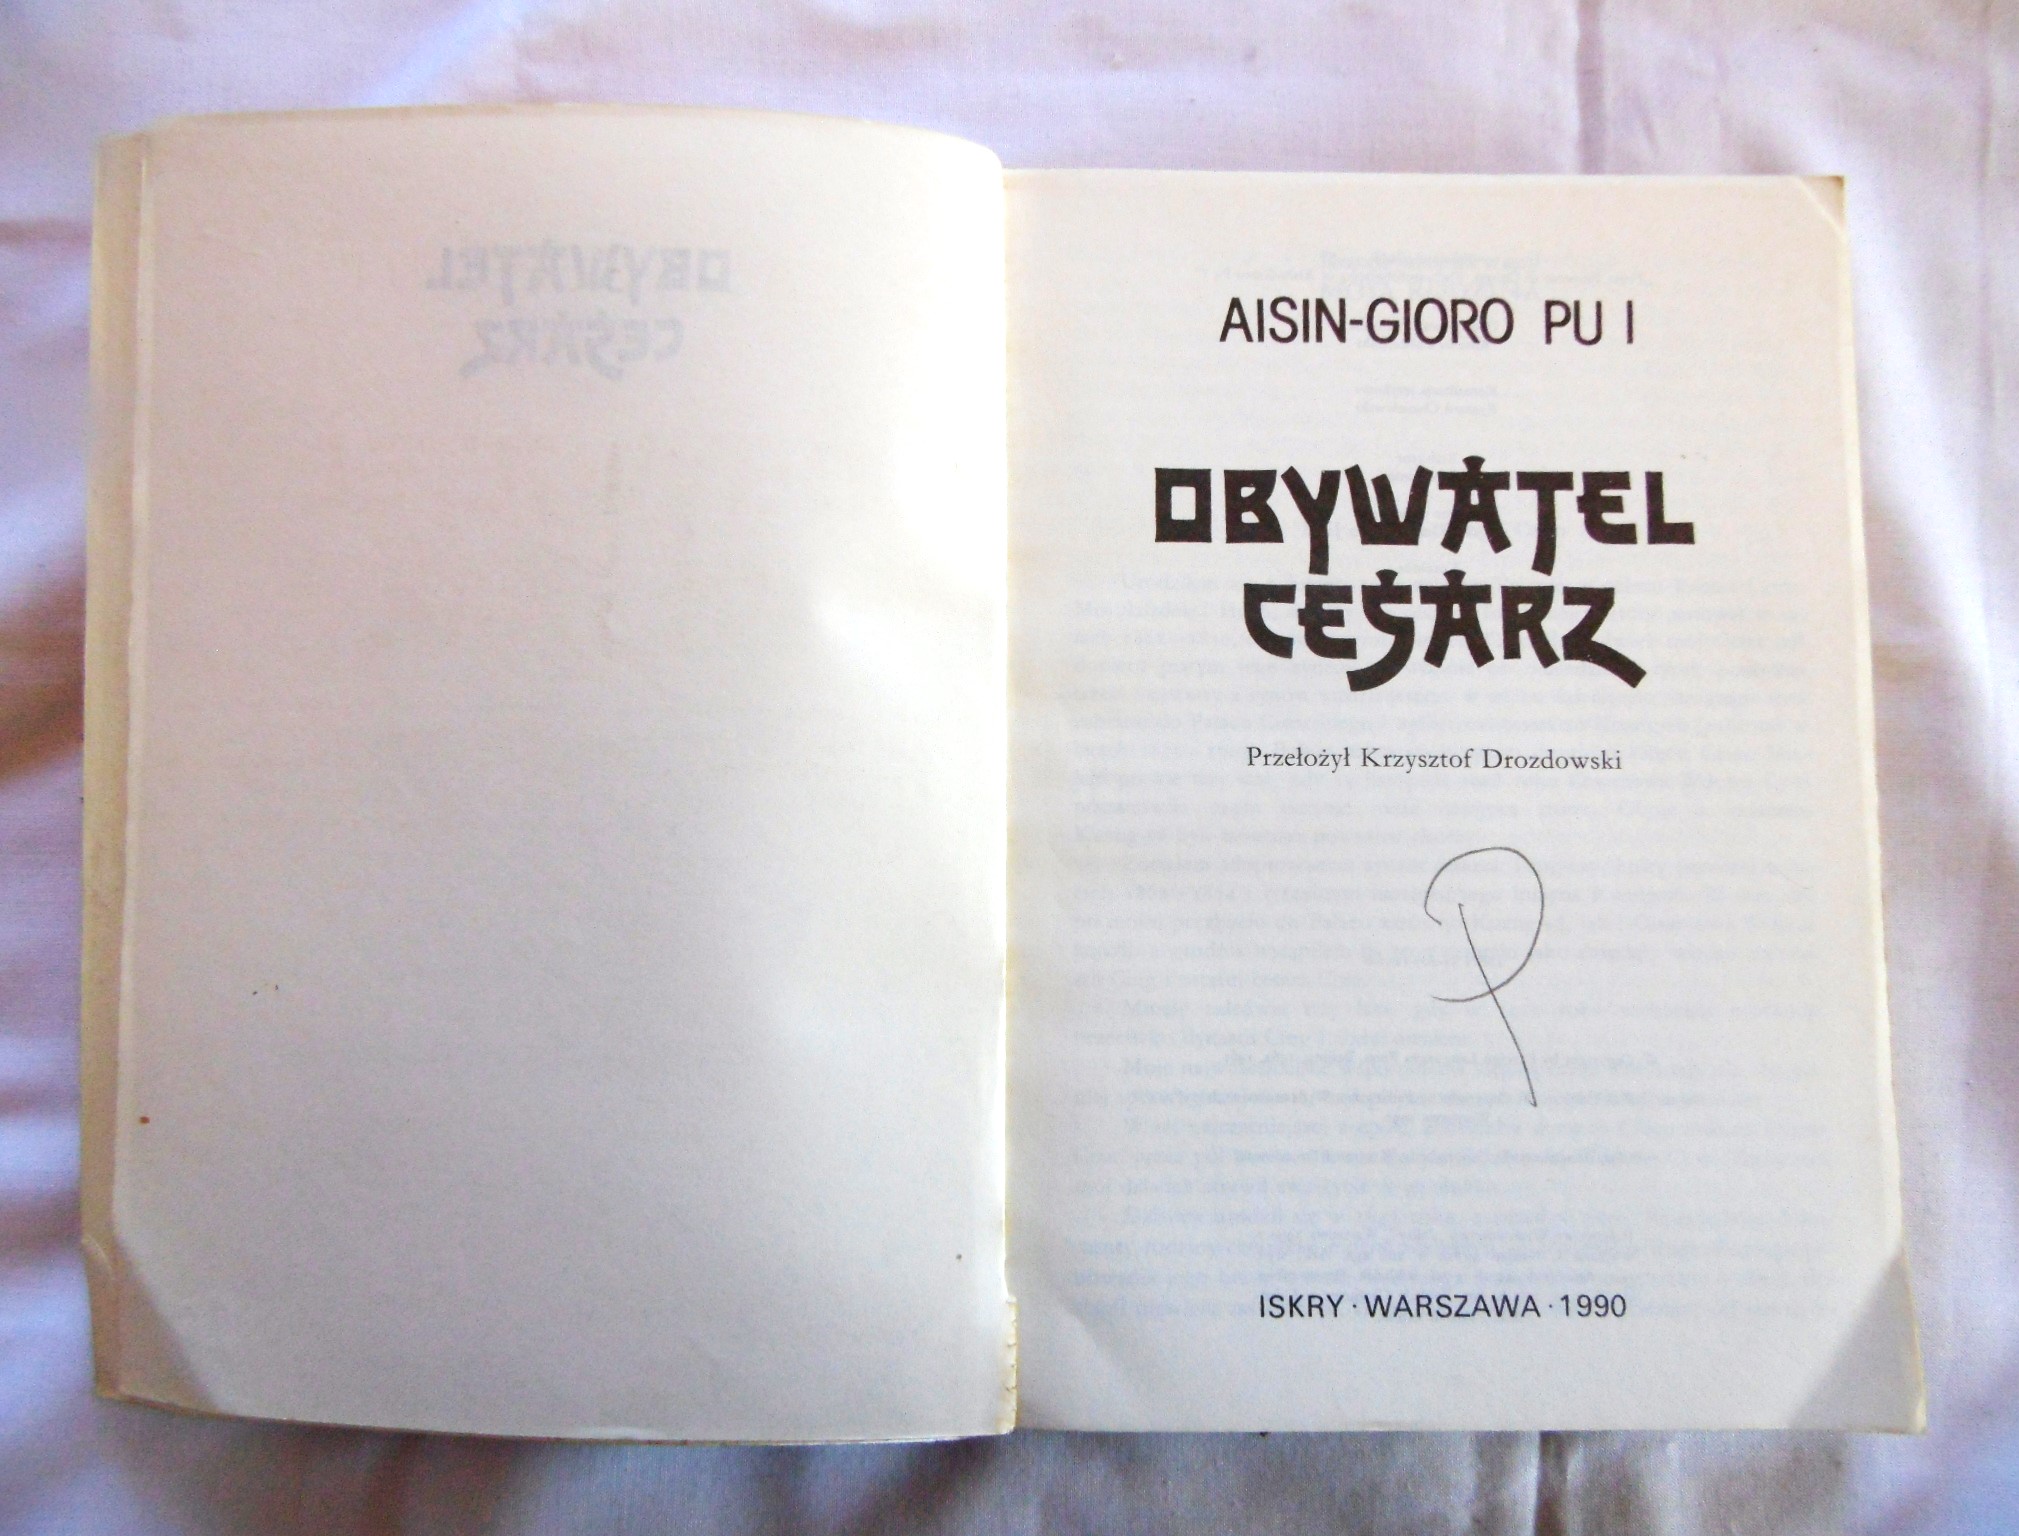 AISIN-GIORO PU I
OBYWATEL
CESARZ
Przełożył Krzysztof Drozdowski
ISKRY · WARSZAWA · 1990